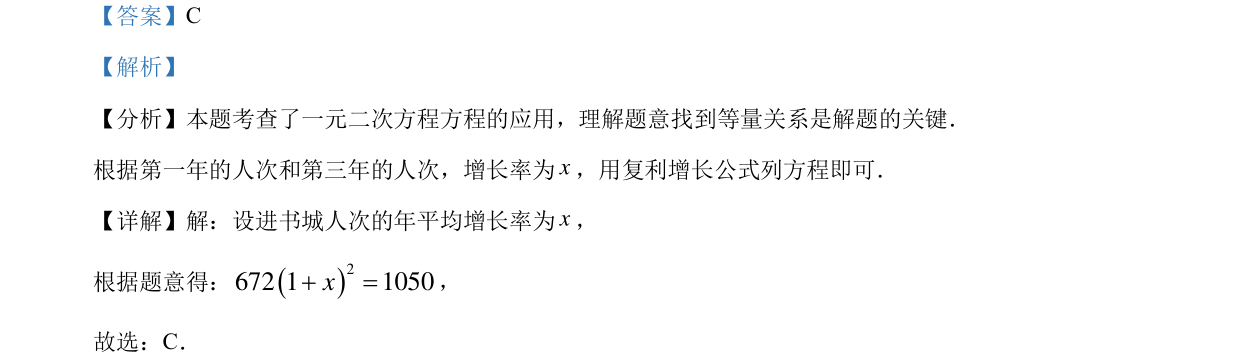 【答案】C
【解析】
【分析】本题考查了一元二次方程方程的应用，理解题意找到等量关系是解题的关键．
根据第一年的人次和第三年的人次，增长率为 x ，用复利增长公式列方程即可．
【详解】解：设进书城人次的年平均增长率为 x ，
根据题意得：672(1+x)²=1050，
故选：C．